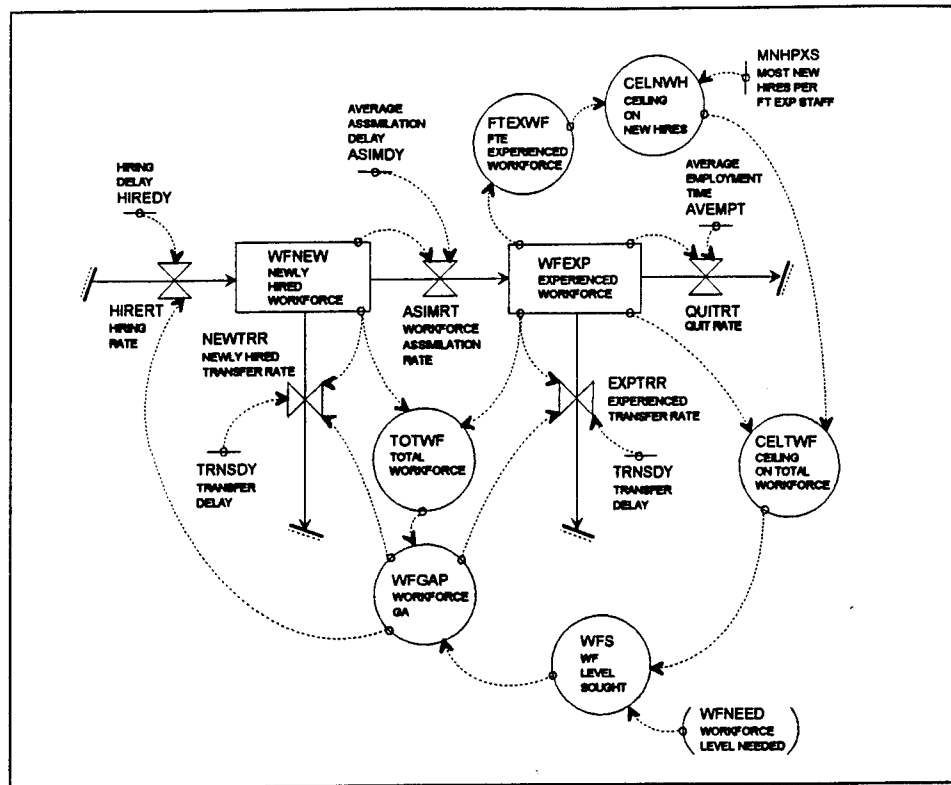 MNHPXS
MOST NEW
HIRES PER
FT EXP STAFF
CELNWH
CEILING
ON
NEW HIRES
FTEXWF
FTE
EXPERIENCED
WORKFORCE
AVERAGE
ASSIMILATION
DELAY
ASIMDY
AVERAGE
EMPLOYMENT
TIME
AVEMPT
HIRING
DELAY
HIREDY
WFNEW
NEWLY
HIRED
WORKFORCE
WFEXP
EXPERIENCED
WORKFORCE
HIRERT
HIRING
RATE
ASIMRT
WORKFORCE
ASSIMILATION
RATE
QUITRT
QUIT RATE
NEWTRR
NEWLY HIRED
TRANSFER RATE
EXPTRR
EXPERIENCED
TRANSFER RATE
TOTWF
TOTAL
WORKFORCE
CELTWF
CEILING
ON TOTAL
WORKFORCE
TRNSDY
TRANSFER
DELAY
TRNSDY
TRANSFER
DELAY
WFGAP
WORKFORCE
GA
WFS
WF
LEVEL
SOUGHT
WFNEED
WORKFORCE
LEVEL NEEDED